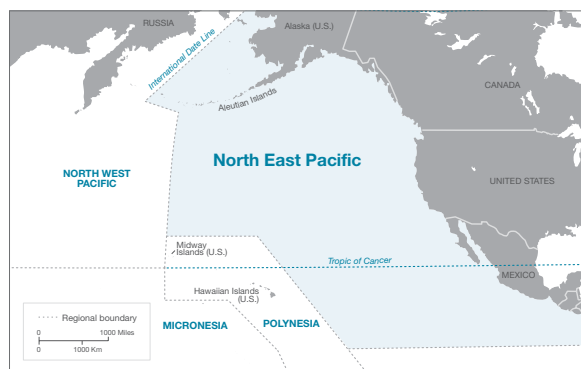 RUSSIA
Alaska (U.S.)
International Date Line
Aleutian Islands
CANADA
North East Pacific
NORTH WEST
PACIFIC
UNITED STATES
Midway
Islands (U.S.)
Tropic of Cancer
MEXICO
Hawaiian Islands
(U.S.)
Regional boundary
0 1000 Miles
0 1000 Km
MICRONESIA
POLYNESIA